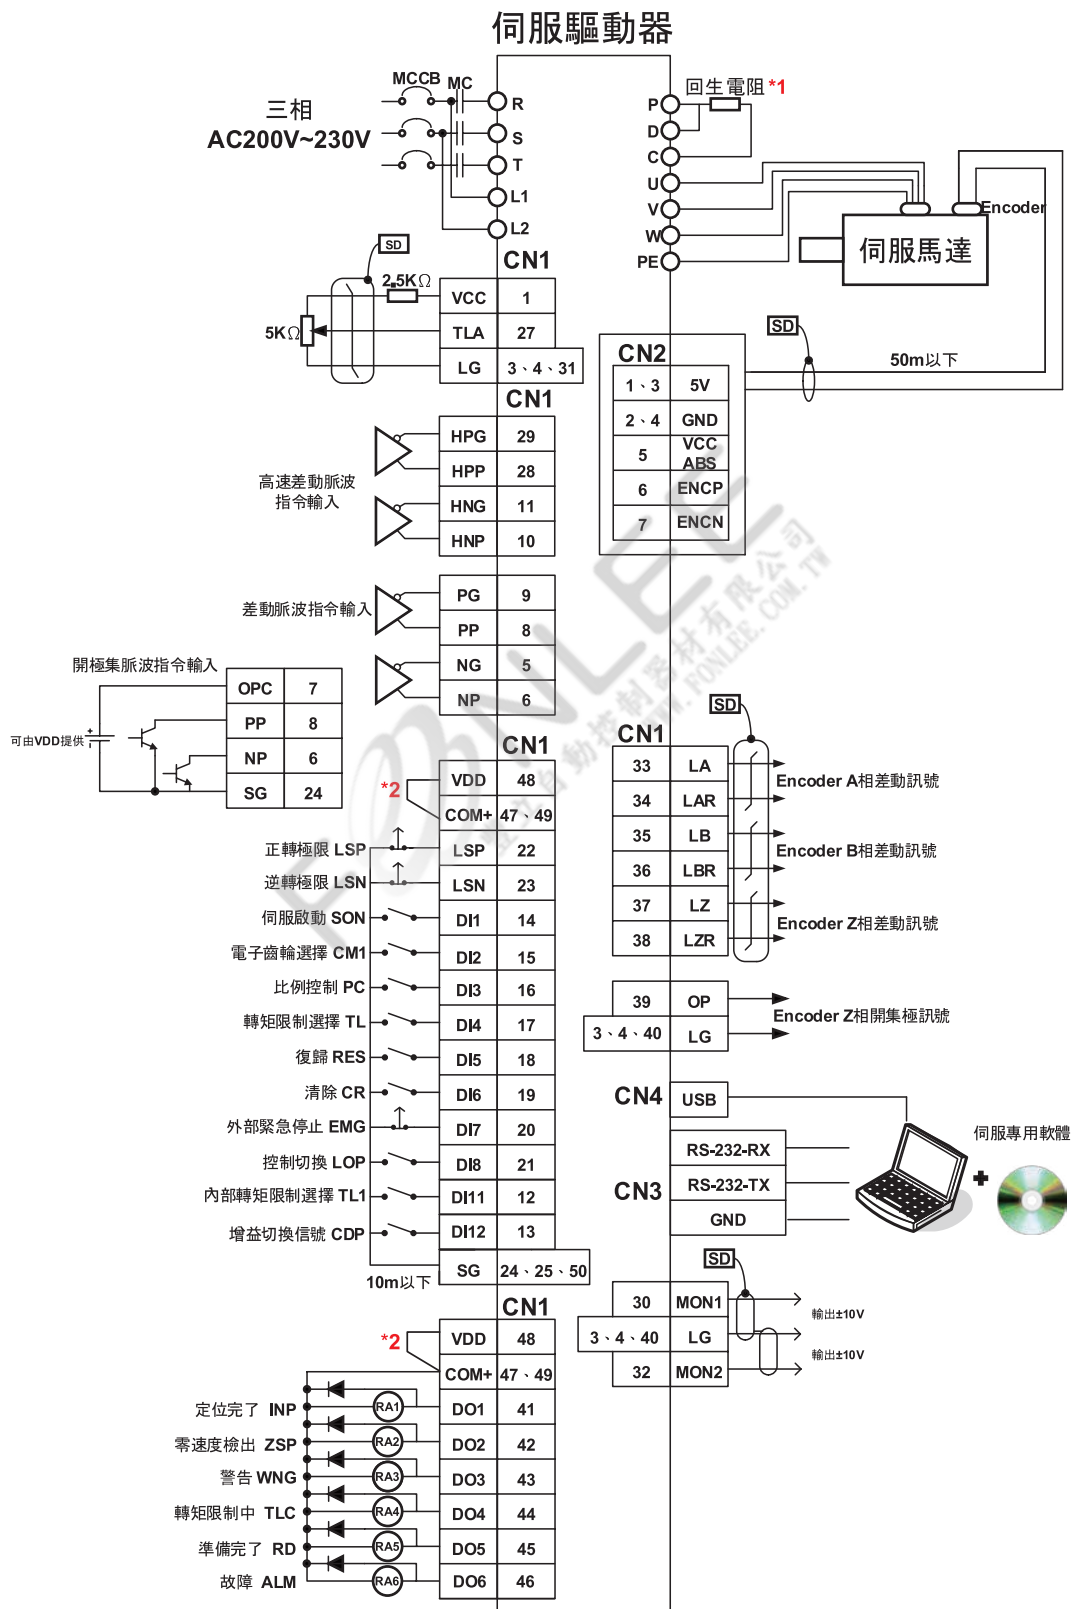 伺服驅動器
三相
AC200V~230V
MCCB MC
R
S
T
L1
L2
P
D
C
U
V
W
PE
回生電阻*1
Encoder
伺服馬達
SD
2.5KΩ
5KΩ
CN1
VCC 1
TLA 27
LG 3、4、31
SD
50m以下
CN2
1、3 5V
2、4 GND
5 VCC ABS
6 ENCP
7 ENCN
CN1
高速差動脈波
指令輸入
HPG 29
HPP 28
HNG 11
HNP 10
差動脈波指令輸入
PG 9
PP 8
NG 5
NP 6
開極集脈波指令輸入
可由VDD提供
+
OPC 7
PP 8
NP 6
SG 24
CN1
*2
VDD 48
COM+ 47、49
正轉極限 LSP LSP 22
逆轉極限 LSN LSN 23
伺服啟動 SON DI1 14
電子齒輪選擇 CM1 DI2 15
比例控制 PC DI3 16
轉矩限制選擇 TL DI4 17
復歸 RES DI5 18
清除 CR DI6 19
外部緊急停止 EMG DI7 20
控制切換 LOP DI8 21
內部轉矩限制選擇 TL1 DI11 12
增益切換信號 CDP DI12 13
10m以下
SG 24、25、50
CN1
*2
VDD 48
COM+ 47、49
定位完了 INP RA1 DO1 41
零速度檢出 ZSP RA2 DO2 42
警告 WNG RA3 DO3 43
轉矩限制中 TLC RA4 DO4 44
準備完了 RD RA5 DO5 45
故障 ALM RA6 DO6 46
SD
CN1
33 LA
34 LAR
Encoder A相差動訊號
35 LB
36 LBR
Encoder B相差動訊號
37 LZ
38 LZR
Encoder Z相差動訊號
39 OP
3、4、40 LG
Encoder Z相開集極訊號
CN4 USB
CN3
RS-232-RX
RS-232-TX
GND
伺服專用軟體
+
SD
30 MON1
輸出±10V
3、4、40 LG
輸出±10V
32 MON2
FONLEE
豐立自動控制器材有限公司
WWW.FONLEE.COM.TW